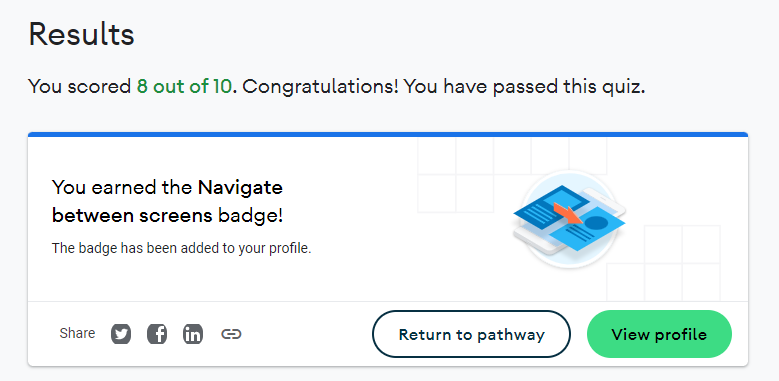 Results
You scored 8 out of 10. Congratulations! You have passed this quiz.
You earned the Navigate
between screens badge!
The badge has been added to your profile.
Share
Return to pathway
View profile